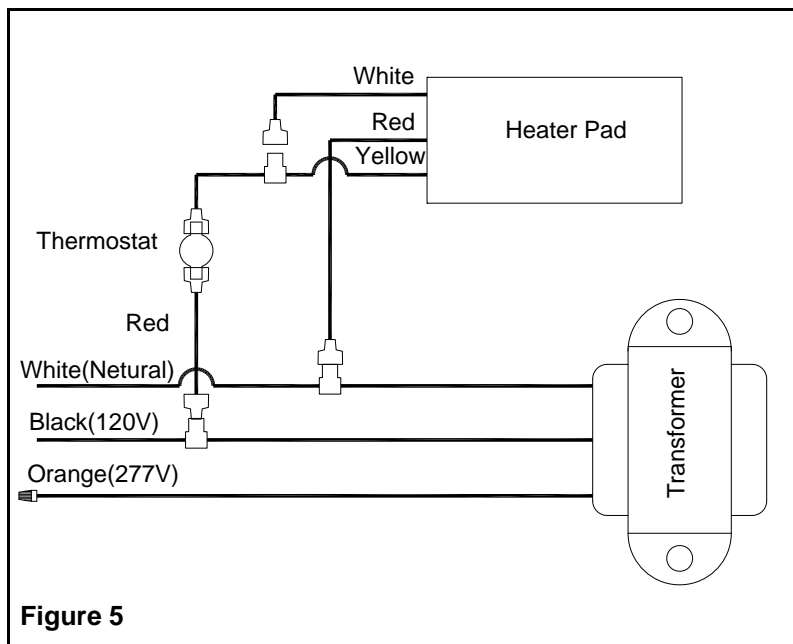 White
Red
Heater Pad
Yellow
Thermostat
Red
White(Netural)
Black(120V)
Transformer
Orange(277V)
Figure 5